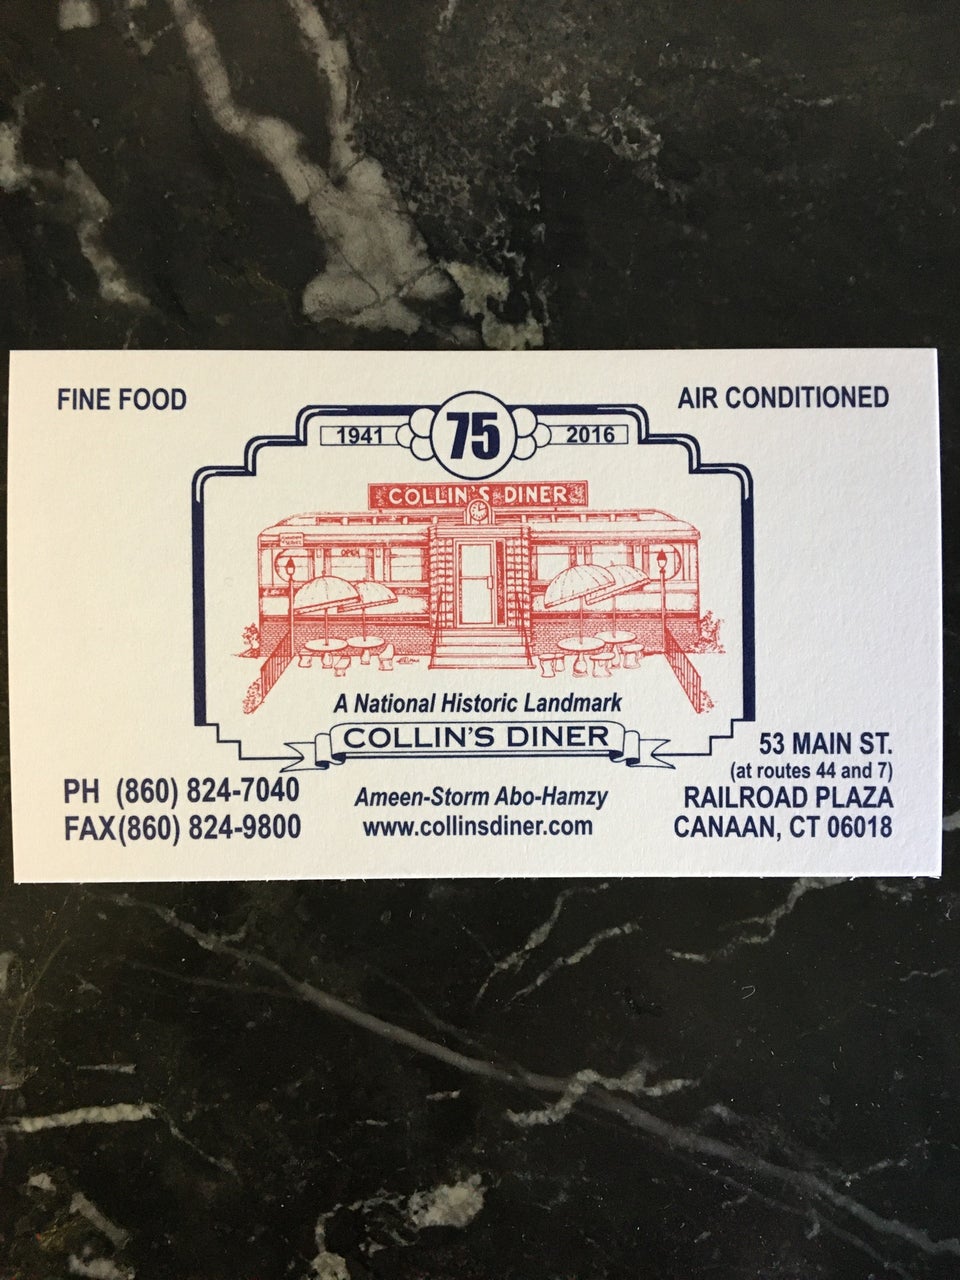 FINE FOOD
AIR CONDITIONED
75
1941
2016
COLLIN'S DINER
OPEN
A National Historic Landmark
COLLIN'S DINER
PH (860) 824-7040
FAX(860) 824-9800
Ameen-Storm Abo-Hamzy
www.collinsdiner.com
53 MAIN ST.
(at routes 44 and 7)
RAILROAD PLAZA
CANAAN, CT 06018